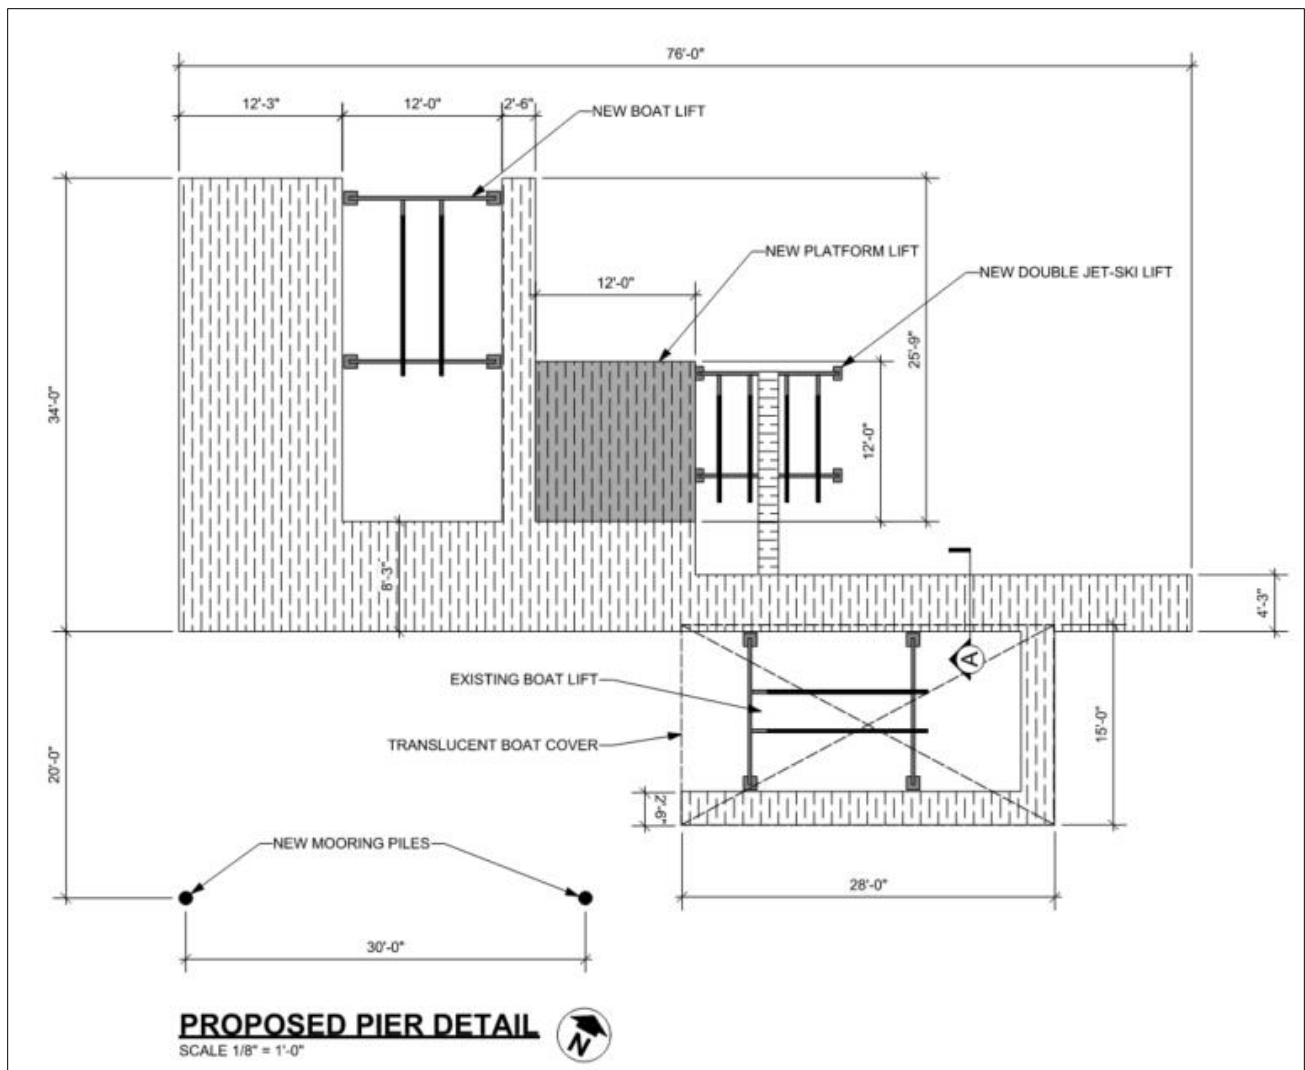 76'-0"
12'-3"
12'-0"
2'-6"
NEW BOAT LIFT
NEW PLATFORM LIFT
NEW DOUBLE JET-SKI LIFT
12'-0"
25'-9"
34'-0"
12'-0"
8'-3"
4'-3"
A
EXISTING BOAT LIFT
15'-0"
TRANSLUCENT BOAT COVER
20'-0"
2'-6"
NEW MOORING PILES
28'-0"
30'-0"
PROPOSED PIER DETAIL
N
SCALE 1/8" = 1'-0"